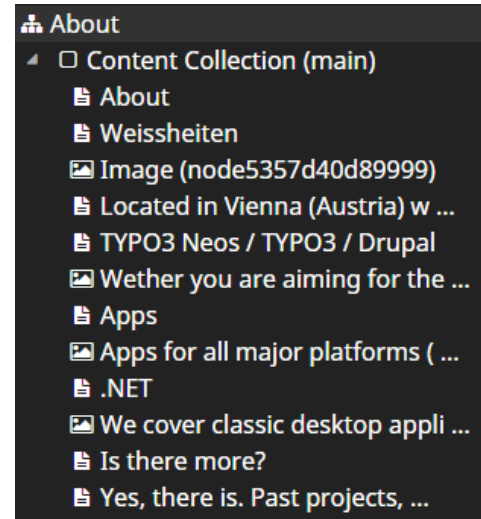 About
Content Collection (main)
About
Weissheiten
Image (node5357d40d89999)
Located in Vienna (Austria) w ...
TYPO3 Neos / TYPO3 / Drupal
Wether you are aiming for the ...
Apps
Apps for all major platforms ( ...
.NET
We cover classic desktop appli ...
Is there more?
Yes, there is. Past projects, ...